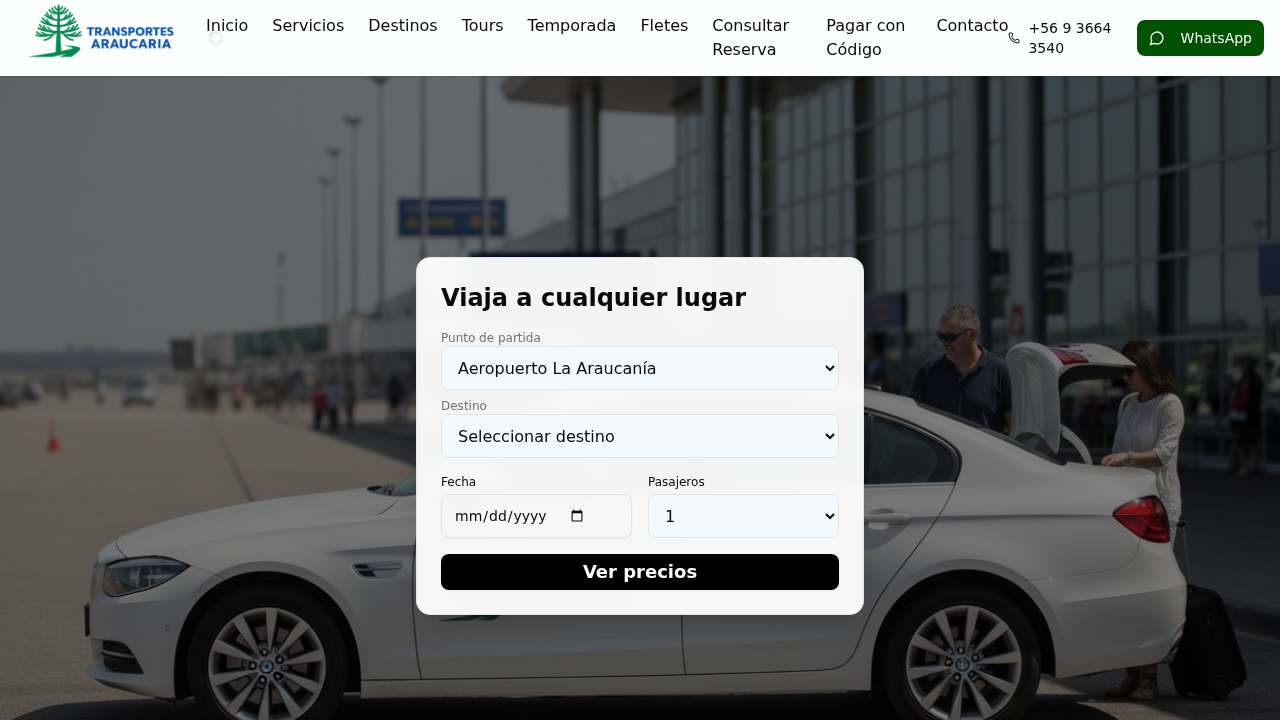 TRANSPORTES
ARAUCARIA
Inicio
Servicios
Destinos
Tours
Temporada
Fletes
Consultar
Reserva
Pagar con
Código
Contacto
+56 9 3664
3540
WhatsApp
Viaja a cualquier lugar
Punto de partida
Aeropuerto La Araucanía
Destino
Seleccionar destino
Fecha
Pasajeros
mm/dd/yyyy
1
Ver precios